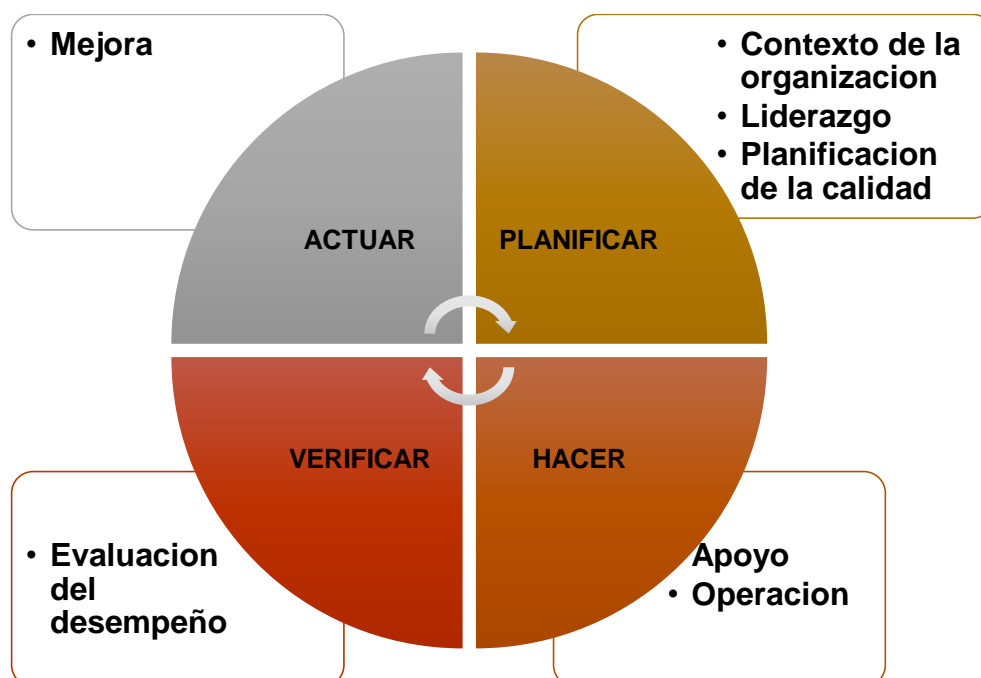 • Mejora
• Contexto de la
organizacion
• Liderazgo
• Planificacion
de la calidad
ACTUAR
PLANIFICAR
VERIFICAR
HACER
• Evaluacion
del
desempeño
Apoyo
• Operacion